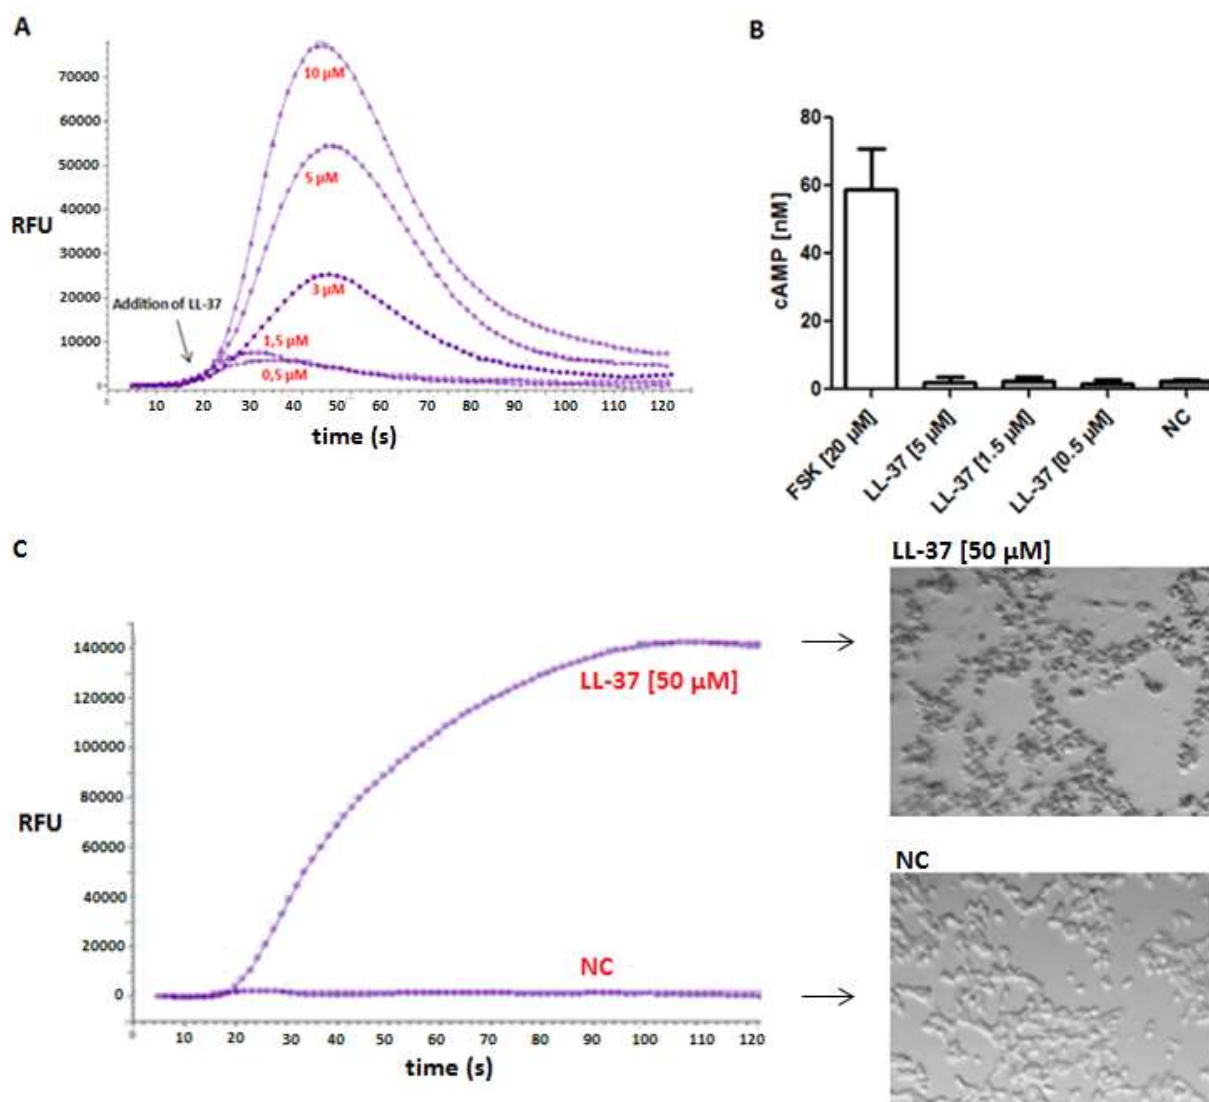 A
70000
60000
50000
40000
30000
20000
10000
0
RFU
10 µM
5 µM
3 µM
1,5 µM
0,5 µM
Addition of LL-37
10 20 30 40 50 60 70 80 90 100 110 120
time (s)
B
80
60
40
20
0
cAMP [nM]
FSK [20 µM]
LL-37 [5 µM]
LL-37 [1.5 µM]
LL-37 [0.5 µM]
NC
C
140000
120000
100000
80000
60000
40000
20000
0
RFU
LL-37 [50 µM]
NC
0 10 20 30 40 50 60 70 80 90 100 110 120
time (s)
LL-37 [50 µM]
NC